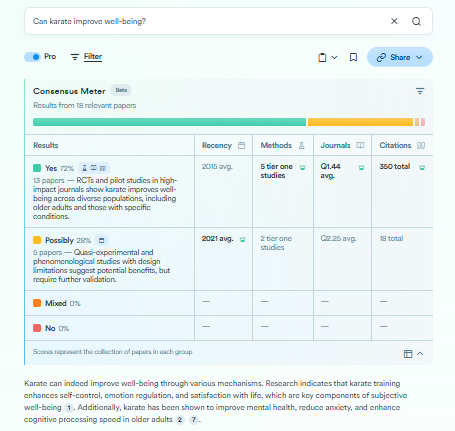 Can karate improve well-being?
Pro
Filter
Share
Consensus Meter Beta
Results from 18 relevant papers
Results Recency Methods Journals Citations
Yes 72% 2015 avg. 5 tier one studies Q1.44 avg. 350 total
13 papers — RCTs and pilot studies in high-
impact journals show karate improves well-
being across diverse populations, including
older adults and those with specific
conditions.
Possibly 28% 2021 avg. 2 tier one studies Q2.25 avg. 18 total
5 papers — Quasi-experimental and
phenomenological studies with design
limitations suggest potential benefits, but
require further validation.
Mixed 0% — — — —
No 0% — — — —
Scores represent the collection of papers in each group
Karate can indeed improve well-being through various mechanisms. Research indicates that karate training
enhances self-control, emotion regulation, and satisfaction with life, which are key components of subjective
well-being 1. Additionally, karate has been shown to improve mental health, reduce anxiety, and enhance
cognitive processing speed in older adults 2 7.